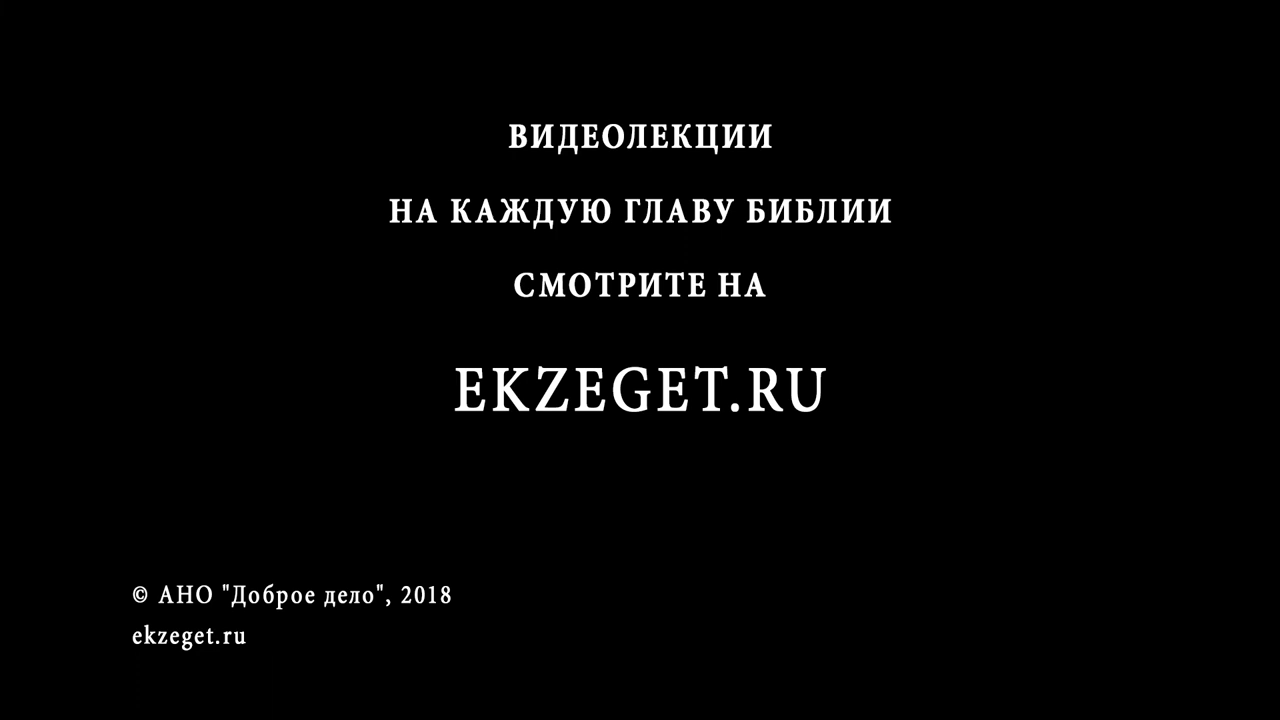 ВИДЕОЛЕКЦИИ
НА КАЖДУЮ ГЛАВУ БИБЛИИ
СМОТРИТЕ НА
EKZEGET.RU
© АНО "Доброе дело", 2018
ekzeget.ru